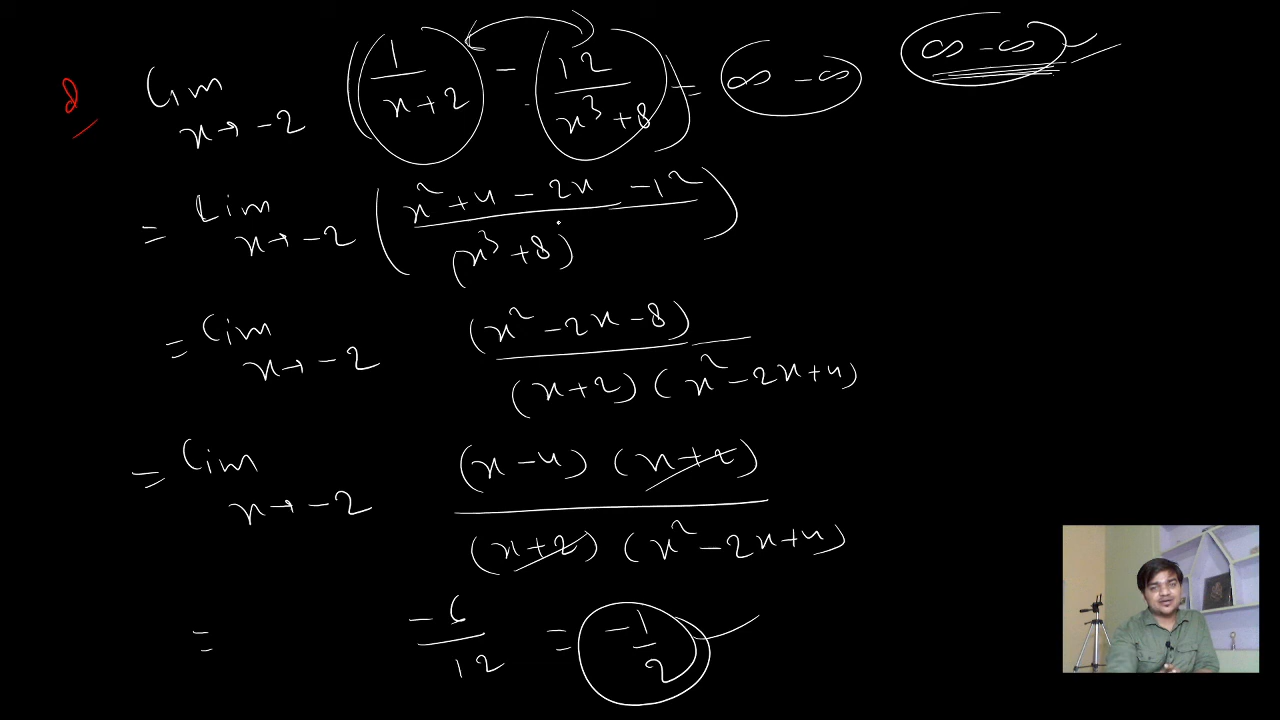 d lim x→-2 (1/(x+2) - 12/(x³+8)) = ∞ - ∞ ∞ - ∞
= Lim x→-2 ((x²+4-2x-12)/(x³+8))
= lim x→-2 (x²-2x-8)/((x+2)(x²-2x+4))
= lim x→-2 ((x-4)(x+2))/((x+2)(x²-2x+4))
= -6/12 = -1/2